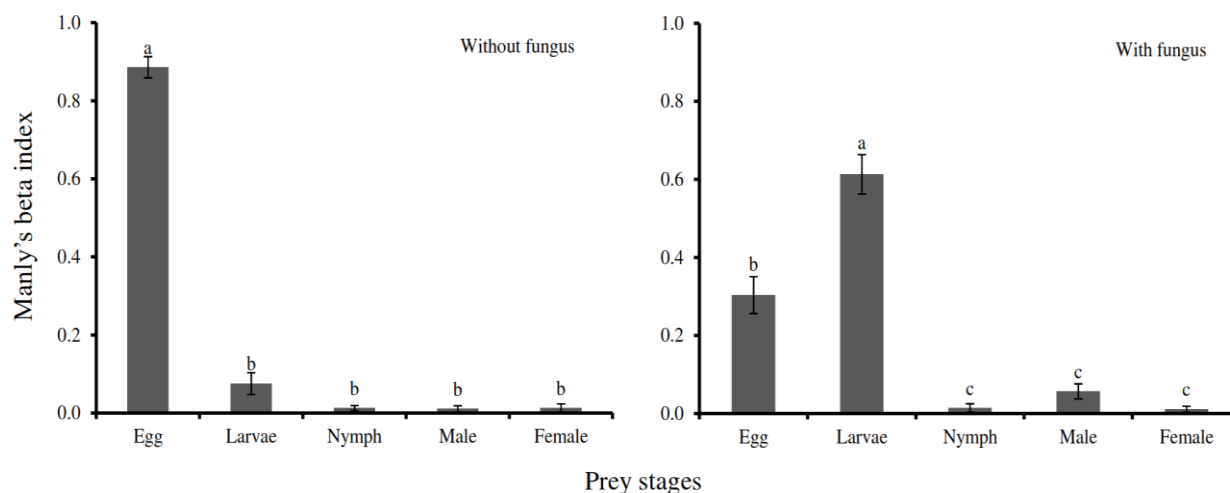 Manly's beta index
1.0
0.8
0.6
0.4
0.2
0.0
Without fungus
a
b
b
b
b
Egg Larvae Nymph Male Female
1.0
0.8
0.6
0.4
0.2
0.0
With fungus
b
a
c
c
c
Egg Larvae Nymph Male Female
Prey stages